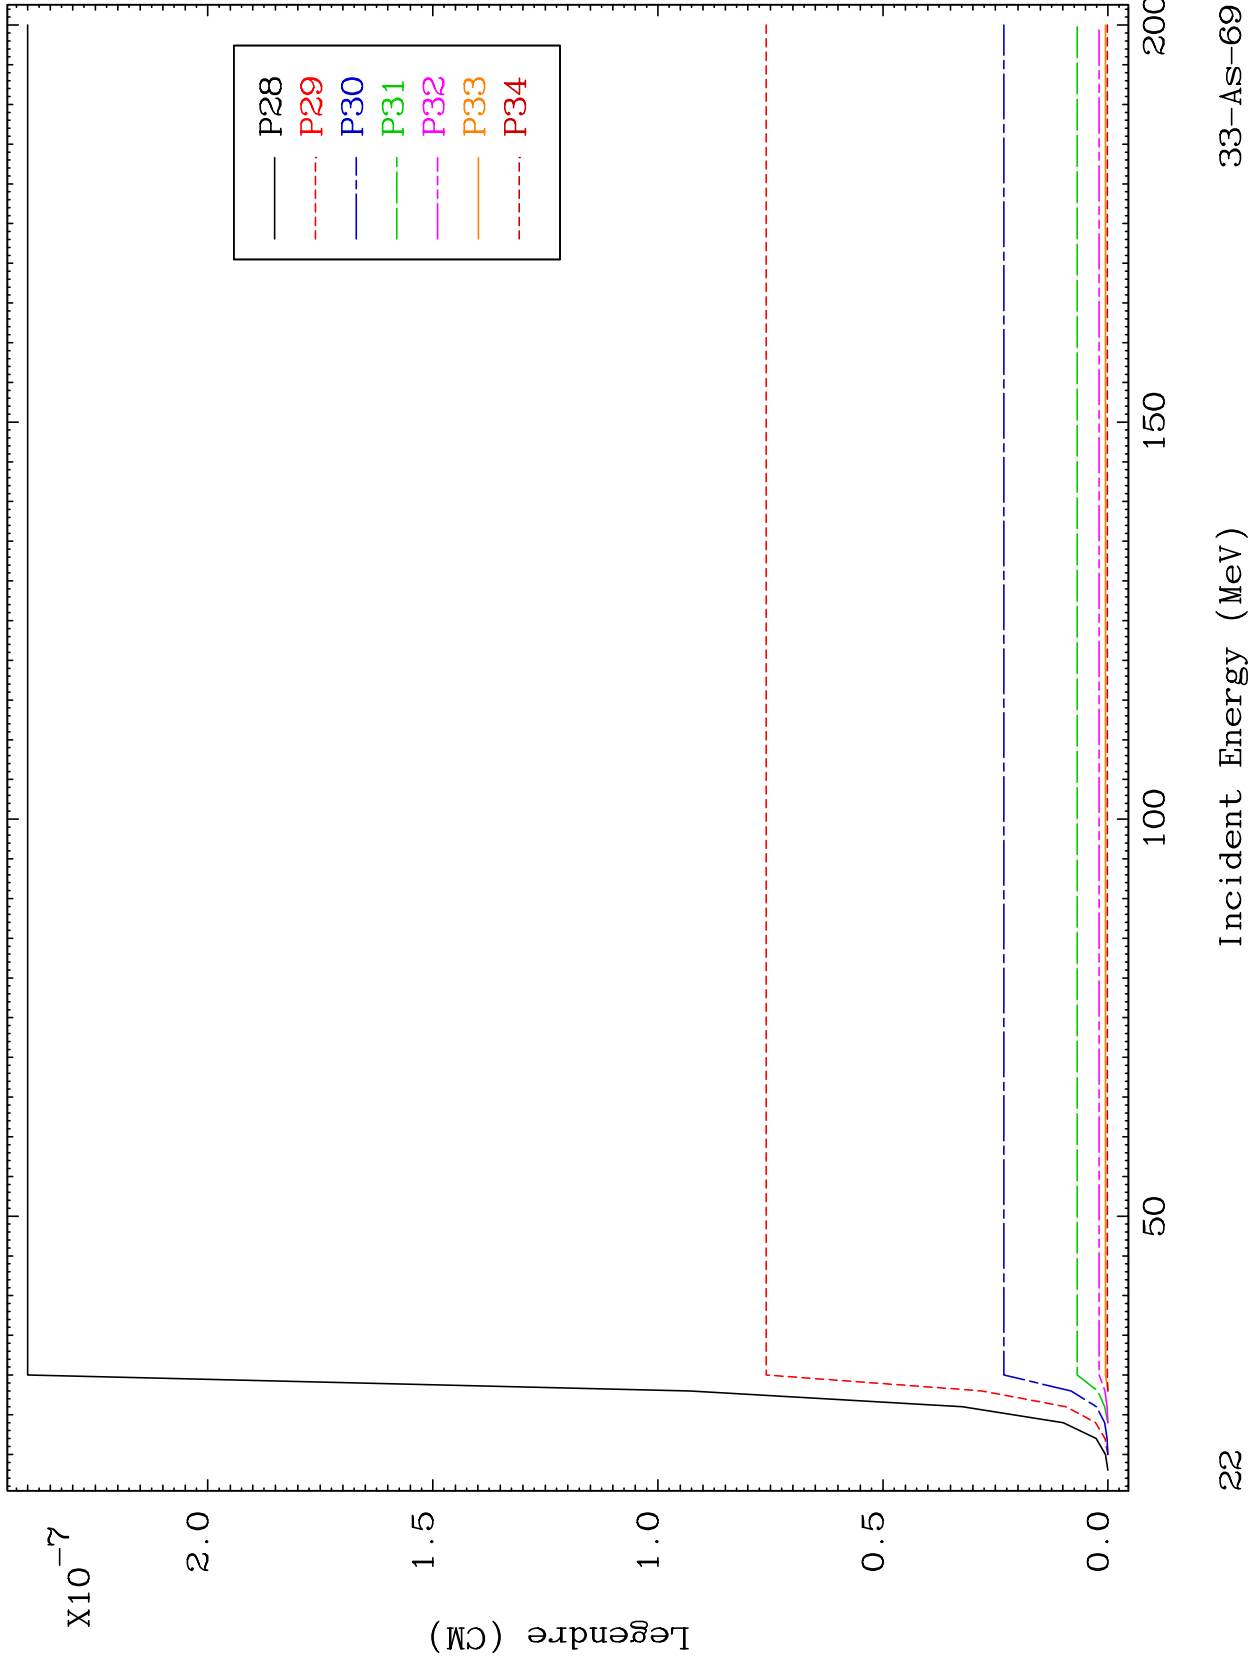 X10-7
2.0
1.5
1.0
0.5
0.0
Legendre (CM)
P28
P29
P30
P31
P32
P33
P34
50
100
150
200
22
Incident Energy (MeV)
33-As-69